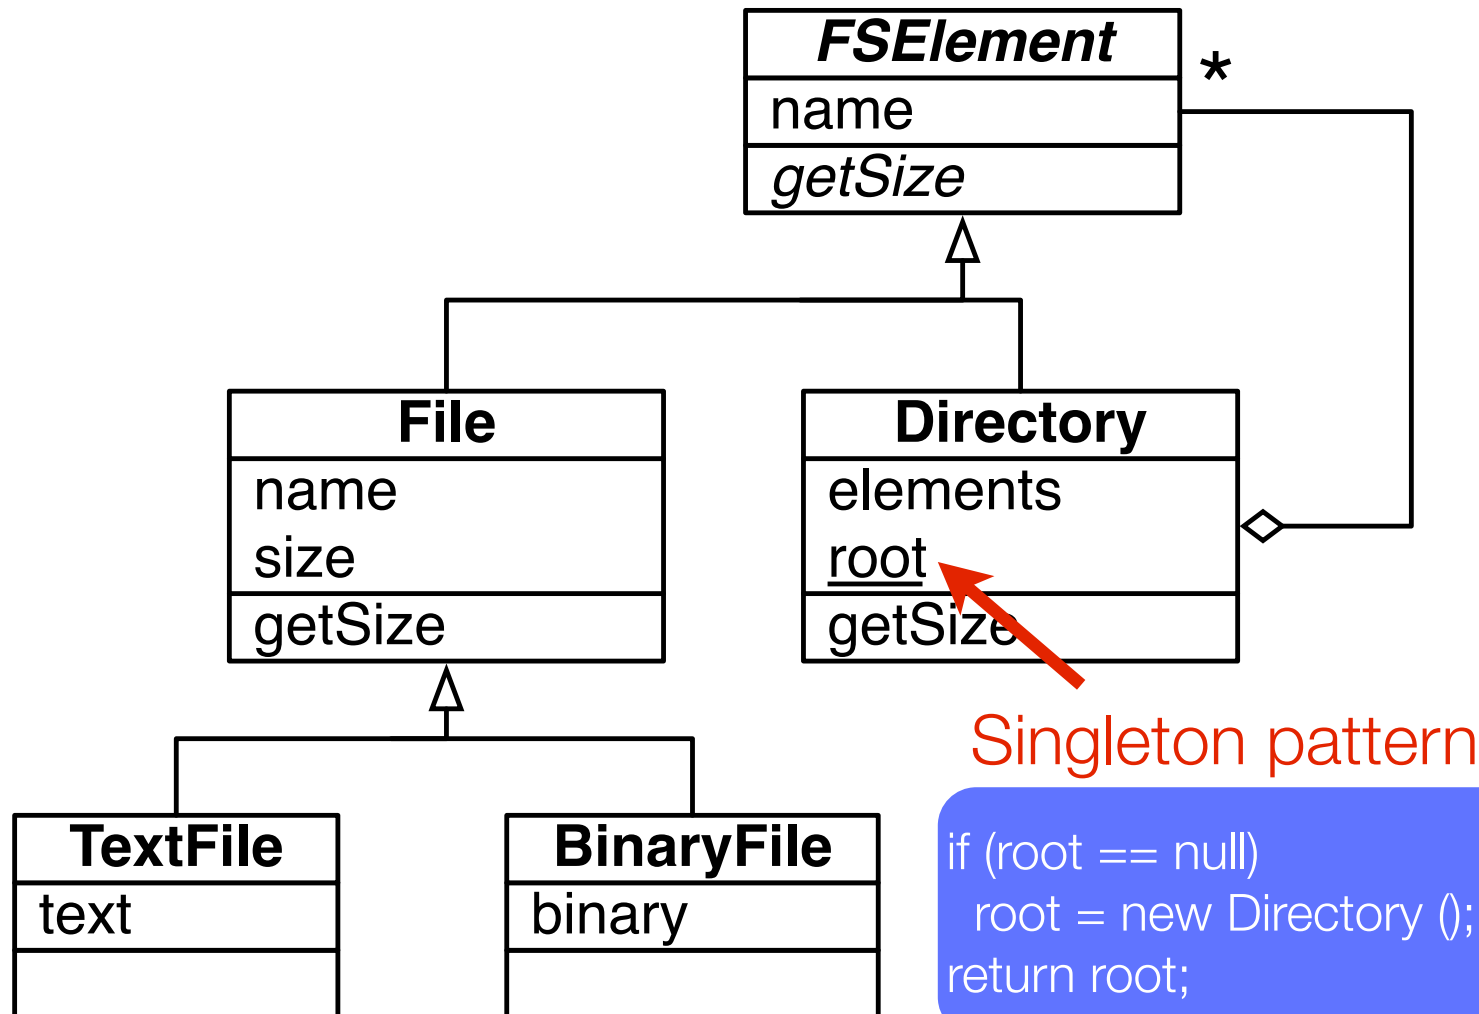 FSElement
*
name
getSize
File
name
size
getSize
Directory
elements
root
getSize
Singleton pattern
TextFile
text
BinaryFile
binary
if (root == null)
root = new Directory ();
return root;